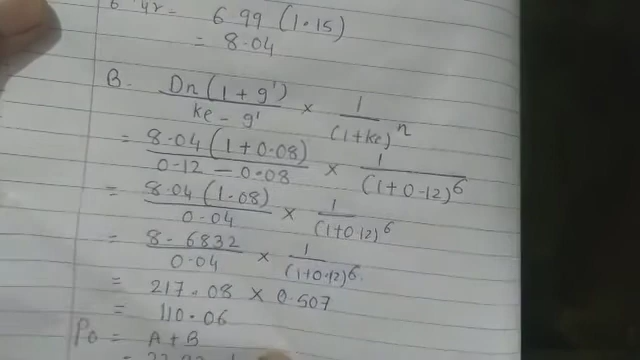 6 yr = 6.99 (1.15)
= 8.04
B. Dn (1 + g') / ke - g' × 1 / (1+ke)^n
= 8.04 (1+0.08) / 0.12 - 0.08 × 1 / (1+0.12)^6
= 8.04 (1.08) / 0.04 × 1 / (1+0.12)^6
= 8.6832 / 0.04 × 1 / (1+0.12)^6
= 217.08 × 0.507
= 110.06
P0 = A + B